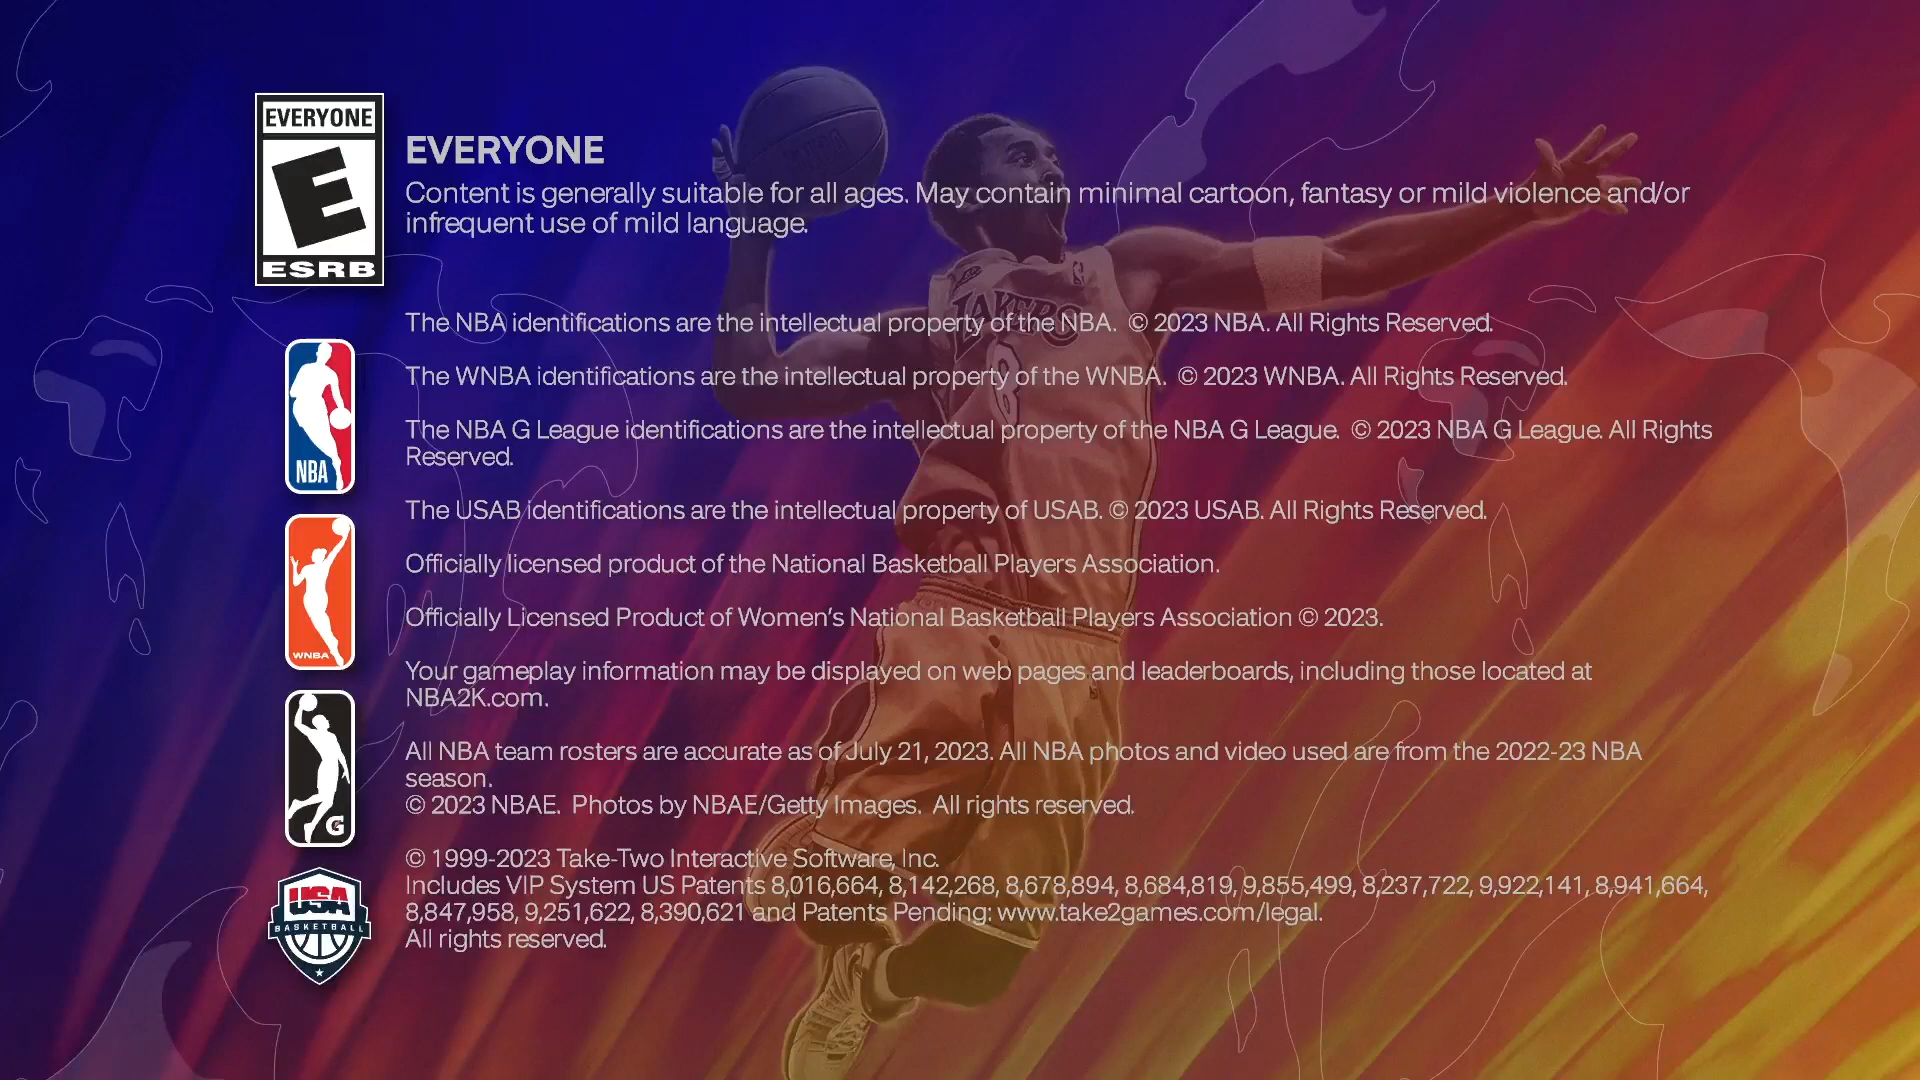 EVERYONE
E
ESRB
EVERYONE
Content is generally suitable for all ages. May contain minimal cartoon, fantasy or mild violence and/or
infrequent use of mild language.
The NBA identifications are the intellectual property of the NBA.  © 2023 NBA. All Rights Reserved.
The WNBA identifications are the intellectual property of the WNBA.  © 2023 WNBA. All Rights Reserved.
The NBA G League identifications are the intellectual property of the NBA G League.  © 2023 NBA G League. All Rights
Reserved.
The USAB identifications are the intellectual property of USAB. © 2023 USAB. All Rights Reserved.
Officially licensed product of the National Basketball Players Association.
Officially Licensed Product of Women’s National Basketball Players Association © 2023.
Your gameplay information may be displayed on web pages and leaderboards, including those located at
NBA2K.com.
All NBA team rosters are accurate as of July 21, 2023. All NBA photos and video used are from the 2022-23 NBA
season.
© 2023 NBAE.  Photos by NBAE/Getty Images.  All rights reserved.
© 1999-2023 Take-Two Interactive Software, Inc.
Includes VIP System US Patents 8,016,664, 8,142,268, 8,678,894, 8,684,819, 9,855,499, 8,237,722, 9,922,141, 8,941,664,
8,847,958, 9,251,622, 8,390,621 and Patents Pending: www.take2games.com/legal.
All rights reserved.
NBA
WNBA
G
USA
BASKETBALL
LAKERS
8